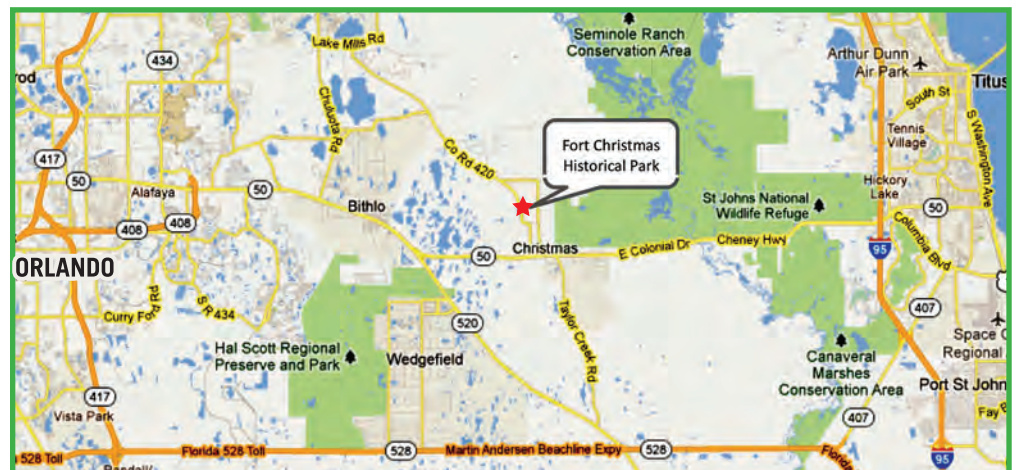 Lake Mills Rd
434
rod
Seminole Ranch
Conservation Area
Arthur Dunn
Air Park
Titus
South St
S Washington Ave
Tennis
Village
Chuluota Rd
Co Rd 420
Fort Christmas
Historical Park
417
50
Alafaya
50
Bithlo
408
408
St Johns National
Wildlife Refuge
Hickory
Lake
50
Columbia Blvd
ORLANDO
Christmas
50
E Colonial Dr
Cheney Hwy
95
407
Curry Ford Rd
S R 434
520
Taylor Creek Rd
Hal Scott Regional
Preserve and Park
Wedgefield
Canaveral
Marshes
Conservation Area
Space C
Regional
Port St John
Fay B
417
Vista Park
407
528 Toll
Florida 528 Toll
528
Martin Andersen Beachline Expy
528
Florida
95